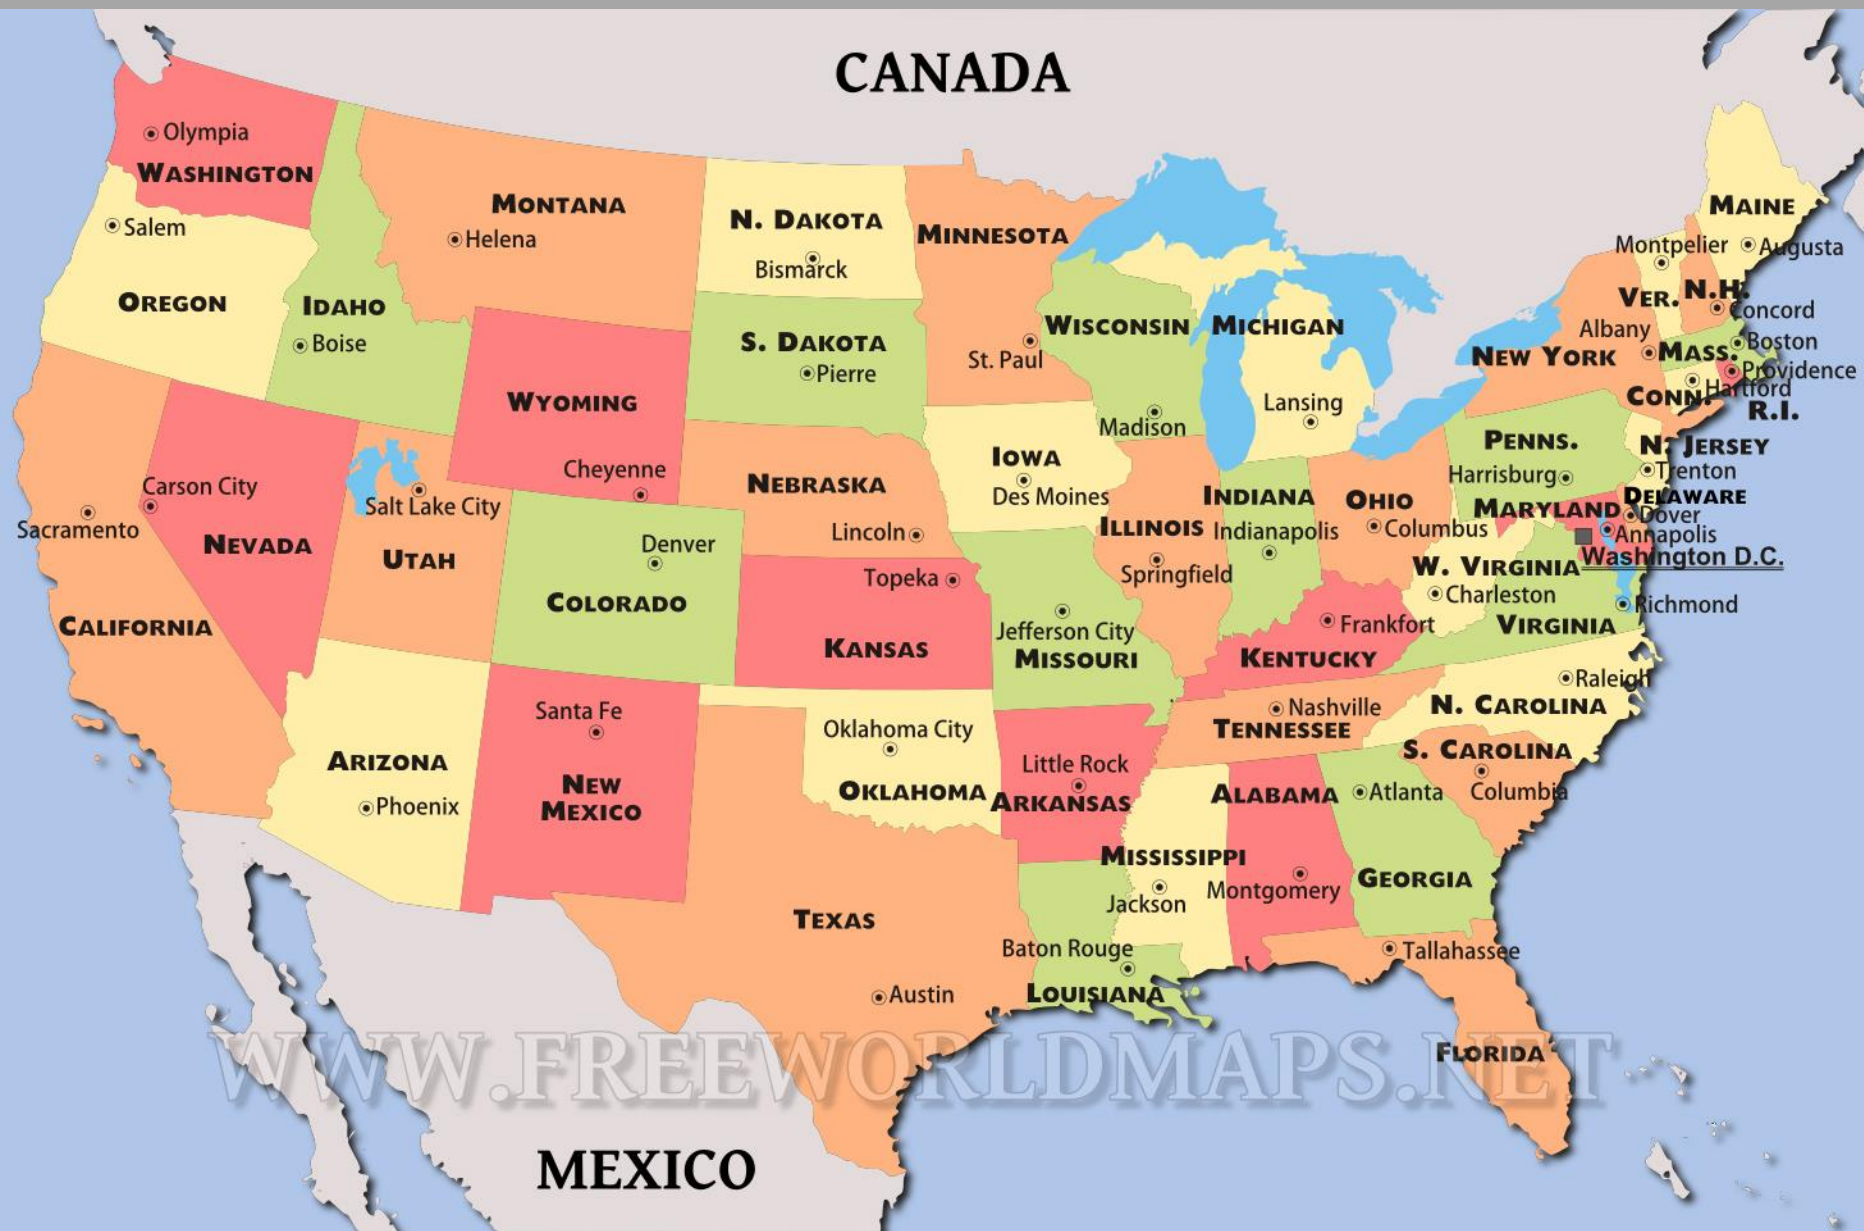 CANADA
Olympia
WASHINGTON
Salem
OREGON
IDAHO
Boise
MONTANA
Helena
N. DAKOTA
Bismarck
MINNESOTA
St. Paul
S. DAKOTA
Pierre
WYOMING
Cheyenne
WISCONSIN
Madison
MICHIGAN
Lansing
MAINE
Augusta
Montpelier
VER.
N.H.
Concord
Albany
NEW YORK
MASS.
Boston
Providence
Hartford
CONN.
R.I.
PENNS.
Harrisburg
N. JERSEY
Trenton
MARYLAND
DELAWARE
Dover
Annapolis
Washington D.C.
IOWA
Des Moines
NEBRASKA
Lincoln
ILLINOIS
Springfield
INDIANA
Indianapolis
OHIO
Columbus
W. VIRGINIA
Charleston
VIRGINIA
Richmond
Carson City
NEVADA
Sacramento
CALIFORNIA
Salt Lake City
UTAH
Denver
COLORADO
Topeka
KANSAS
Jefferson City
MISSOURI
Frankfort
KENTUCKY
Nashville
TENNESSEE
Raleigh
N. CAROLINA
S. CAROLINA
Columbia
ARIZONA
Phoenix
Santa Fe
NEW
MEXICO
Oklahoma City
OKLAHOMA
Little Rock
ARKANSAS
MISSISSIPPI
Jackson
ALABAMA
Montgomery
Atlanta
GEORGIA
TEXAS
Austin
Baton Rouge
LOUISIANA
Tallahassee
FLORIDA
WWW.FREEWORLDMAPS.NET
MEXICO